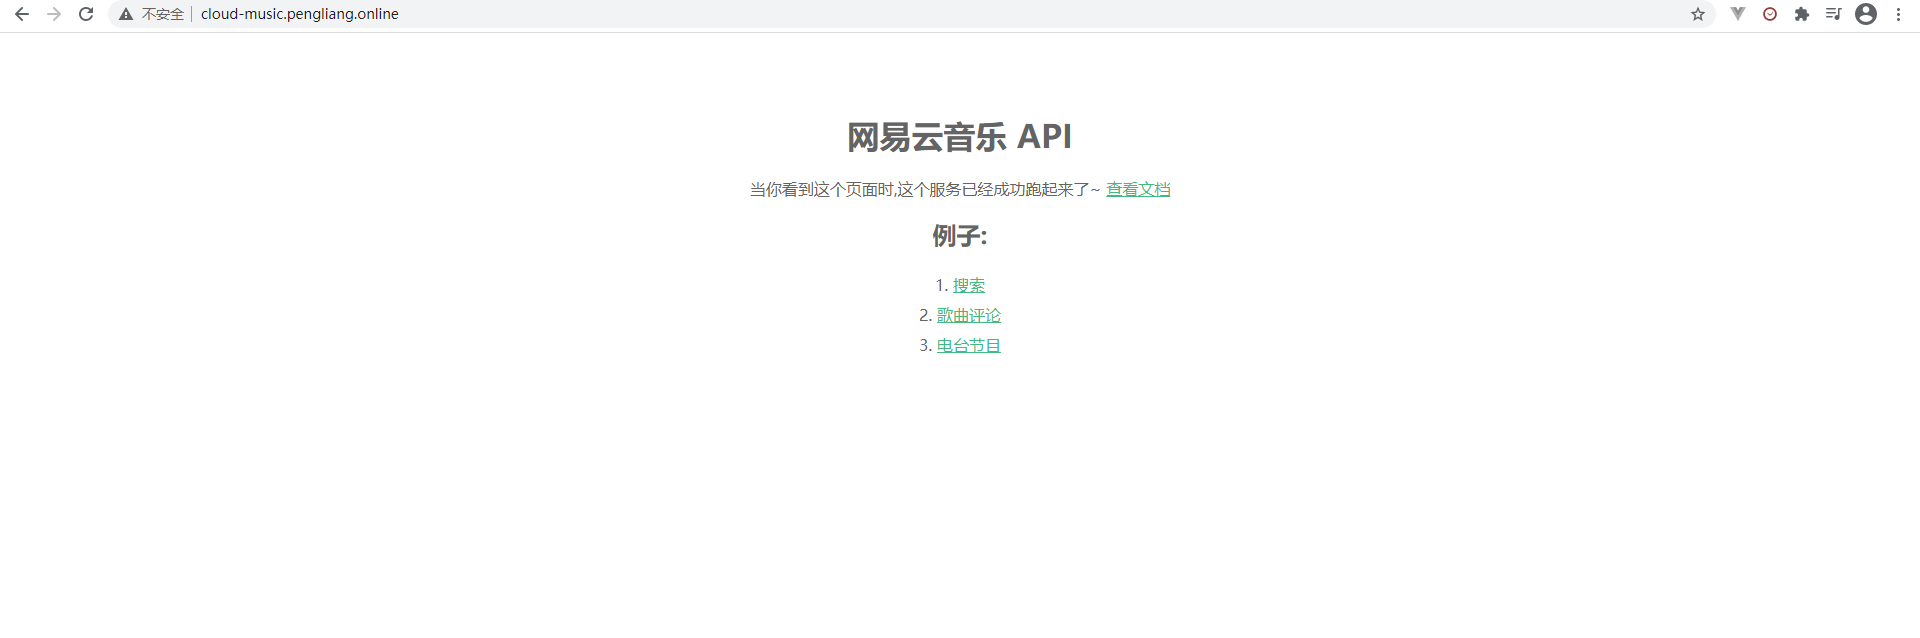 不安全 | cloud-music.pengliang.online
网易云音乐 API
当你看到这个页面时,这个服务已经成功跑起来了~ 查看文档
例子:
1. 搜索
2. 歌曲评论
3. 电台节目